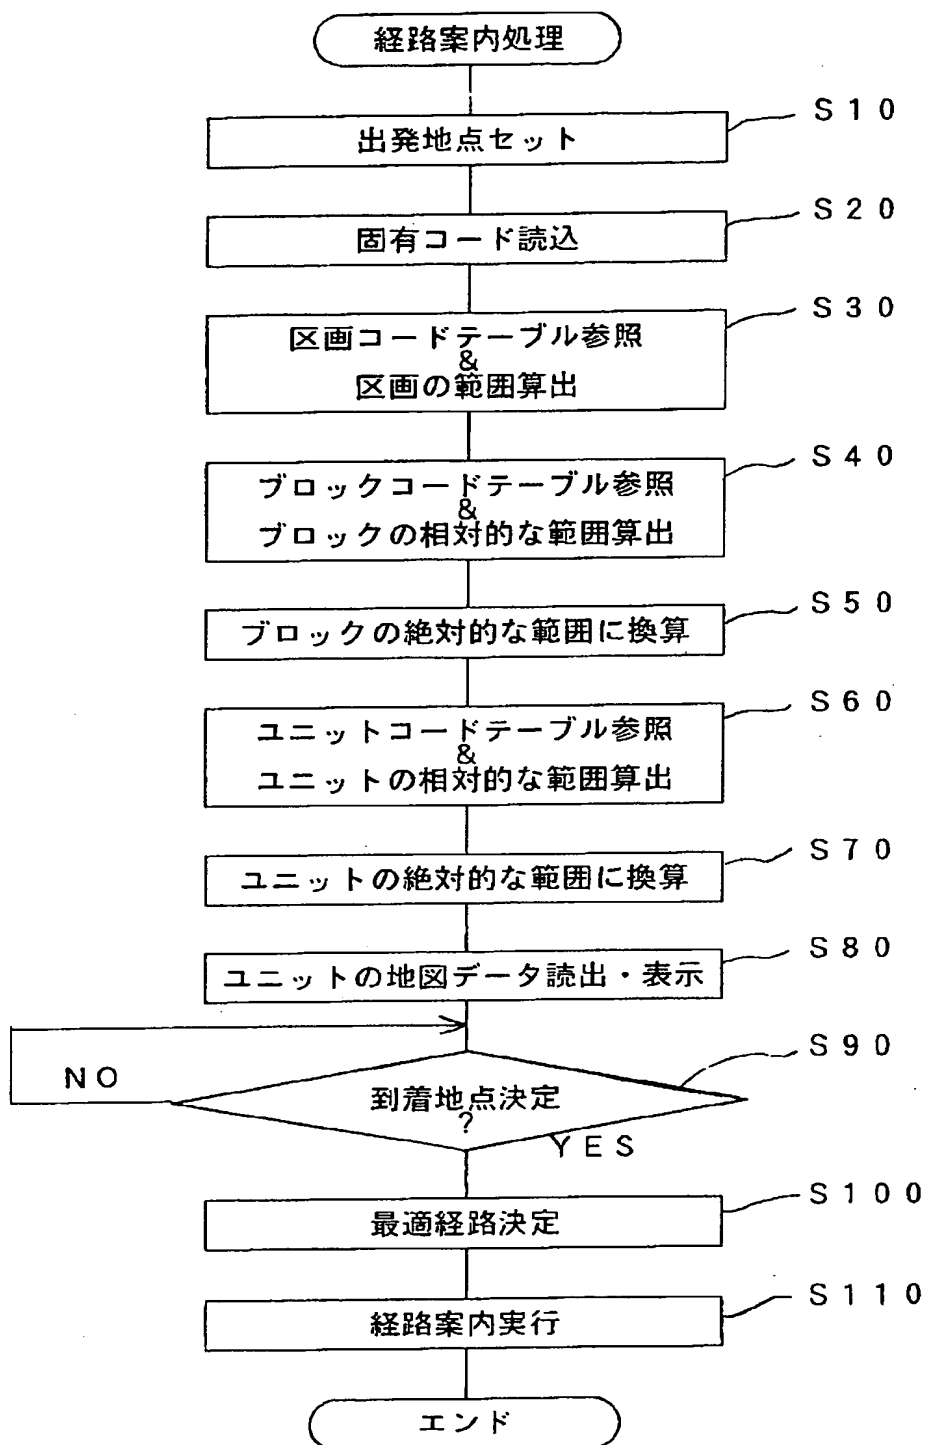 経路案内処理
S10
出発地点セット
S20
固有コード読込
S30
区画コードテーブル参照
&
区画の範囲算出
S40
ブロックコードテーブル参照
&
ブロックの相対的な範囲算出
S50
ブロックの絶対的な範囲に換算
S60
ユニットコードテーブル参照
&
ユニットの相対的な範囲算出
S70
ユニットの絶対的な範囲に換算
S80
ユニットの地図データ読出・表示
S90
NO
到着地点決定
?
YES
S100
最適経路決定
S110
経路案内実行
エンド